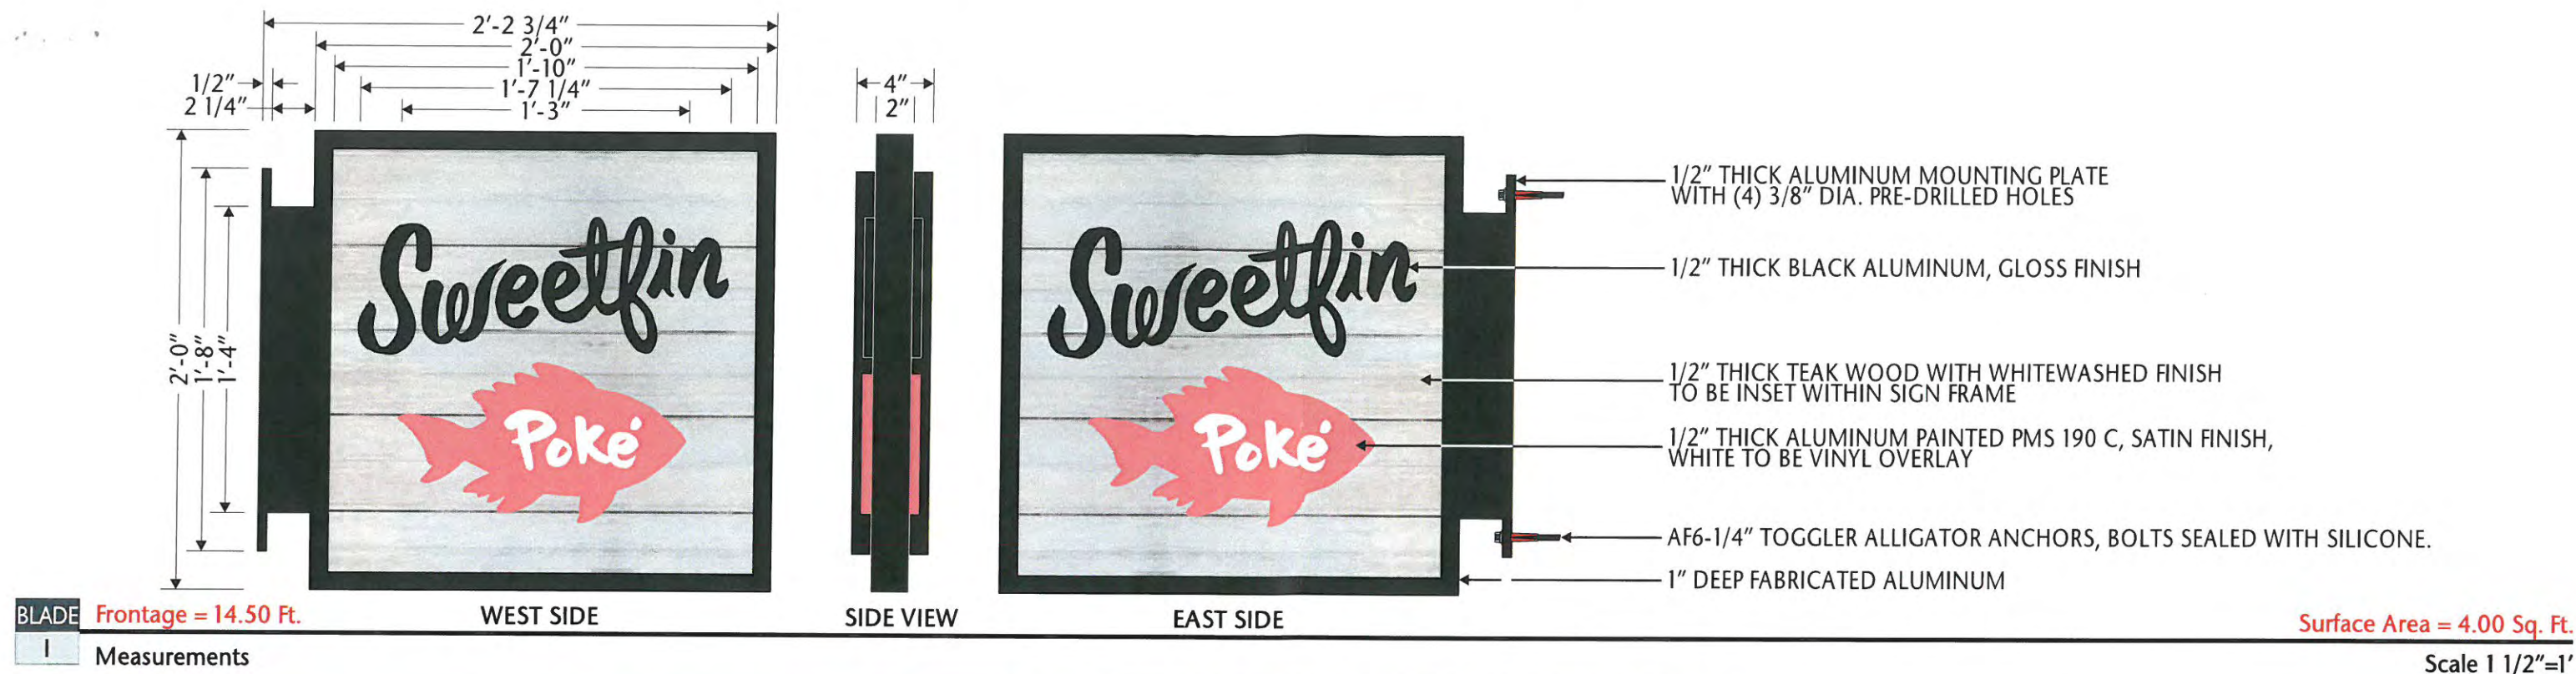 2'-2 3/4"
2'-0"
1'-10"
1'-7 1/4"
1'-3"
1/2"
2 1/4"
4"
2"
2'-0"
1'-8"
1'-4"
Sweetfin
Poké
Sweetfin
Poké
1/2" THICK ALUMINUM MOUNTING PLATE
WITH (4) 3/8" DIA. PRE-DRILLED HOLES
1/2" THICK BLACK ALUMINUM, GLOSS FINISH
1/2" THICK TEAK WOOD WITH WHITEWASHED FINISH
TO BE INSET WITHIN SIGN FRAME
1/2" THICK ALUMINUM PAINTED PMS 190 C, SATIN FINISH,
WHITE TO BE VINYL OVERLAY
AF6-1/4" TOGGLER ALLIGATOR ANCHORS, BOLTS SEALED WITH SILICONE.
1" DEEP FABRICATED ALUMINUM
BLADE Frontage = 14.50 Ft.
WEST SIDE
SIDE VIEW
EAST SIDE
Surface Area = 4.00 Sq. Ft.
1 Measurements
Scale 1 1/2"=1'